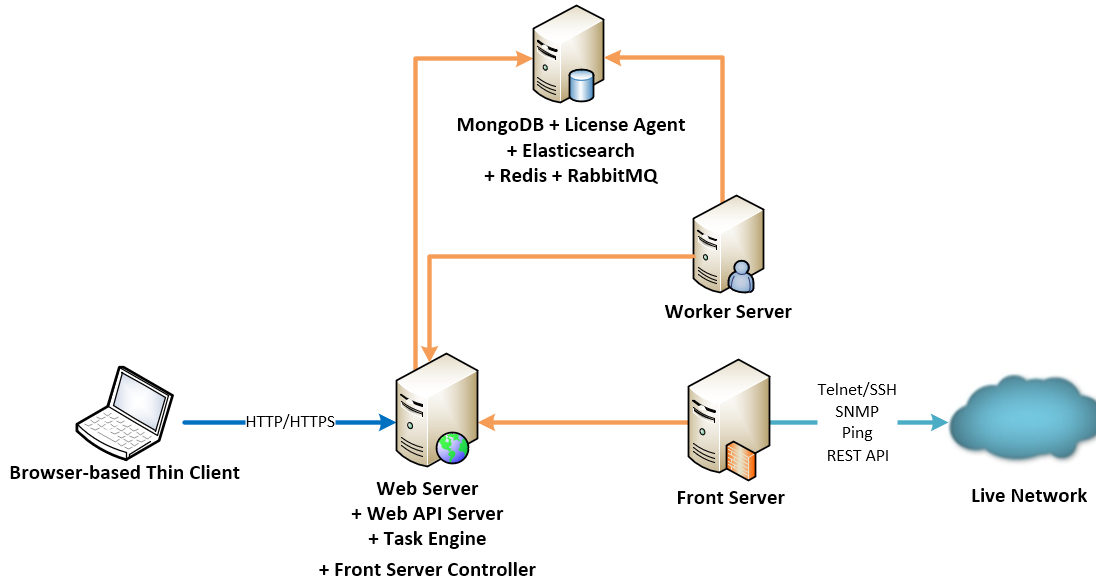 MongoDB + License Agent
+ Elasticsearch
+ Redis + RabbitMQ
Worker Server
HTTP/HTTPS
Telnet/SSH
SNMP
Ping
REST API
Browser-based Thin Client
Web Server
+ Web API Server
+ Task Engine
+ Front Server Controller
Front Server
Live Network